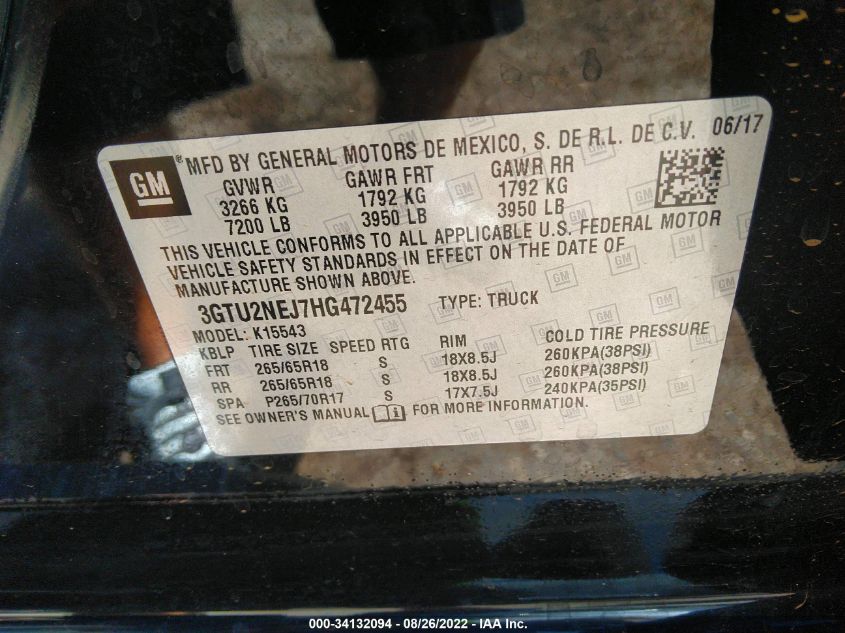 GM ® MFD BY GENERAL MOTORS DE MEXICO, S. DE R.L. DE C.V. 06/17
GVWR GAWR FRT GAWR RR
3266 KG 1792 KG 1792 KG
7200 LB 3950 LB 3950 LB
THIS VEHICLE CONFORMS TO ALL APPLICABLE U.S. FEDERAL MOTOR
VEHICLE SAFETY STANDARDS IN EFFECT ON THE DATE OF
MANUFACTURE SHOWN ABOVE.
3GTU2NEJ7HG472455 TYPE: TRUCK
MODEL: K15543
KBLP TIRE SIZE SPEED RTG RIM COLD TIRE PRESSURE
FRT 265/65R18 S 18X8.5J 260KPA(38PSI)
RR 265/65R18 S 18X8.5J 260KPA(38PSI)
SPA P265/70R17 S 17X7.5J 240KPA(35PSI)
SEE OWNER'S MANUAL FOR MORE INFORMATION.
000-34132094 - 08/26/2022 - IAA Inc.